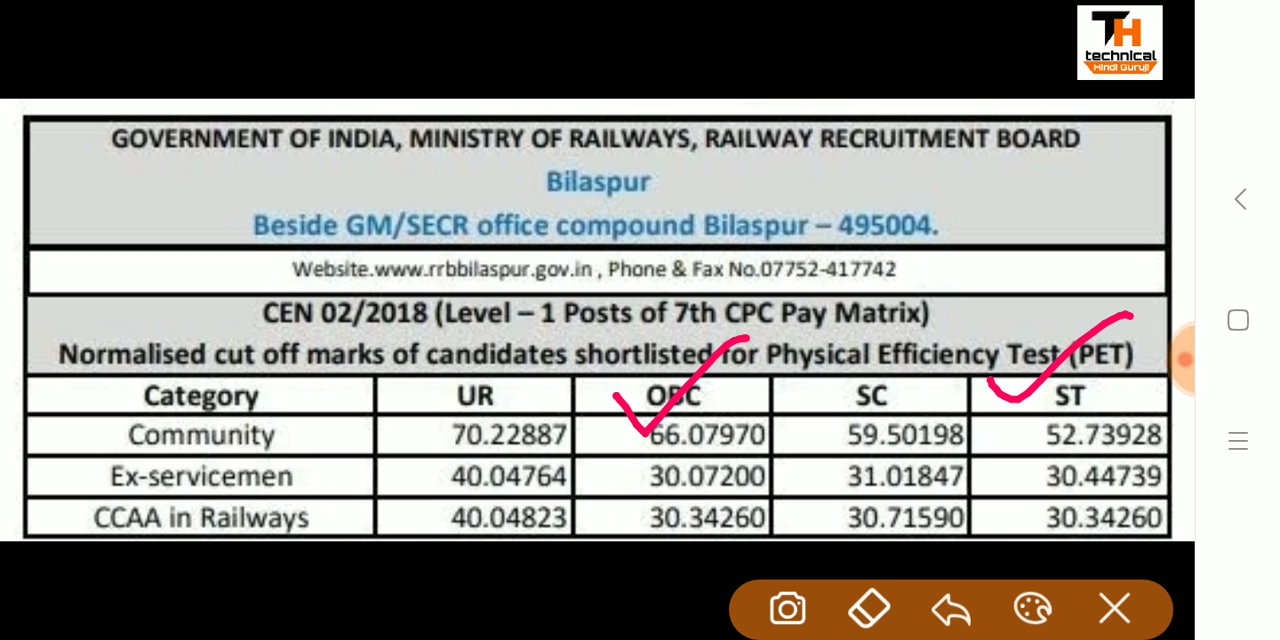 TH
technical
Hindi Guruji
GOVERNMENT OF INDIA, MINISTRY OF RAILWAYS, RAILWAY RECRUITMENT BOARD
Bilaspur
Beside GM/SECR office compound Bilaspur – 495004.
Website.www.rrbbilaspur.gov.in , Phone & Fax No.07752-417742
CEN 02/2018 (Level – 1 Posts of 7th CPC Pay Matrix)
Normalised cut off marks of candidates shortlisted for Physical Efficiency Test (PET)
Category UR OBC SC ST
Community 70.22887 66.07970 59.50198 52.73928
Ex-servicemen 40.04764 30.07200 31.01847 30.44739
CCAA in Railways 40.04823 30.34260 30.71590 30.34260